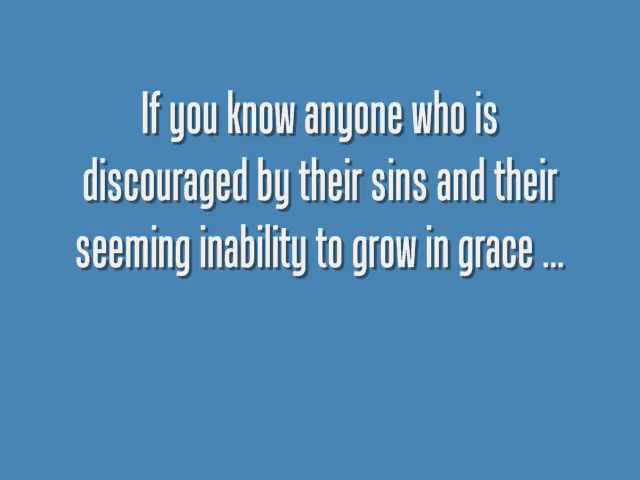 If you know anyone who is
discouraged by their sins and their
seeming inability to grow in grace ...